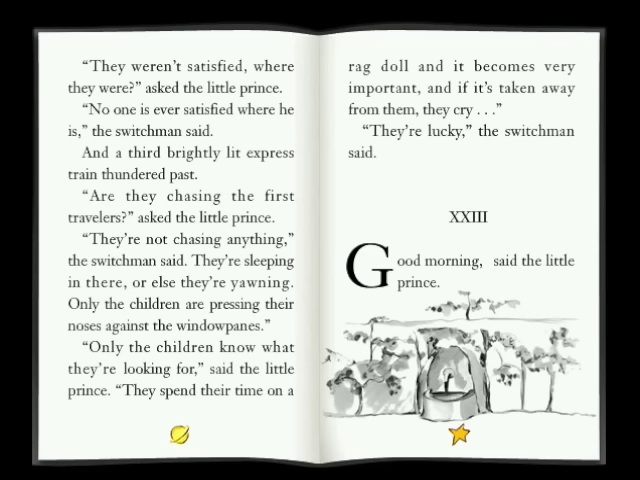 “They weren’t satisfied, where
they were?” asked the little prince.
“No one is ever satisfied where he
is,” the switchman said.
And a third brightly lit express
train thundered past.
“Are they chasing the first
travelers?” asked the little prince.
“They’re not chasing anything,”
the switchman said. They’re sleeping
in there, or else they’re yawning.
Only the children are pressing their
noses against the windowpanes.”
“Only the children know what
they’re looking for,” said the little
prince. “They spend their time on a
rag doll and it becomes very
important, and if it’s taken away
from them, they cry . . .”
“They’re lucky,” the switchman
said.
XXIII
Good morning, said the little
prince.